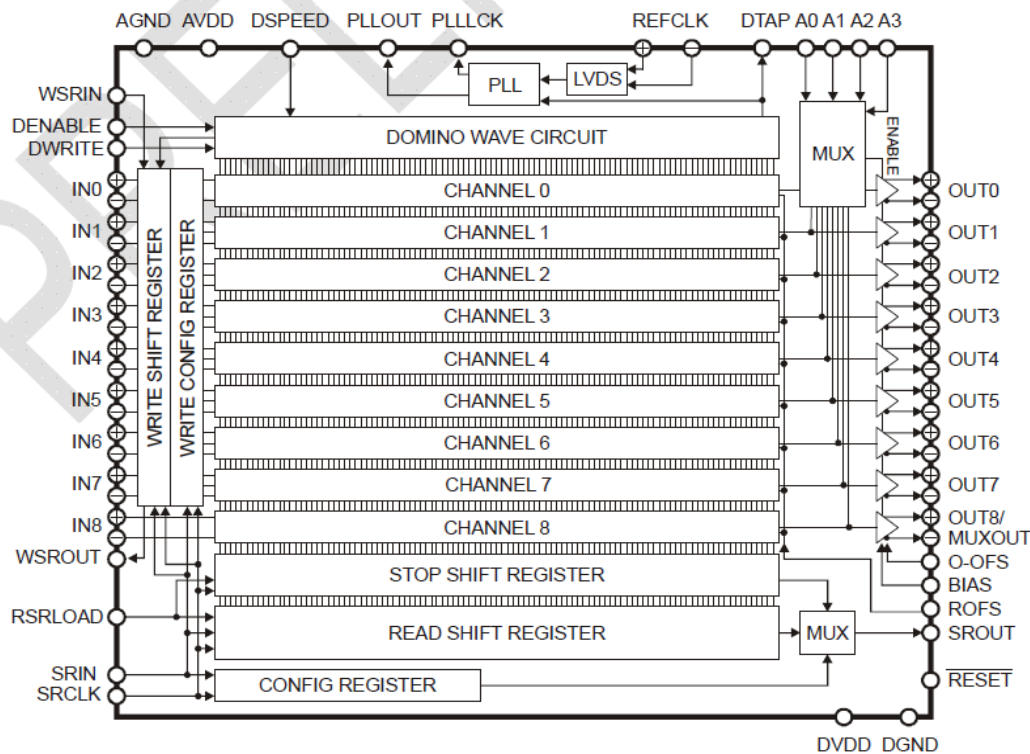 AGND AVDD DSPEED PLLOUT PLLLCK REFCLK DTAP A0 A1 A2 A3
PLL
LVDS
WSRIN
DENABLE
DWRITE
DOMINO WAVE CIRCUIT
MUX
ENABLE
IN0
CHANNEL 0
OUT0
IN1
CHANNEL 1
OUT1
IN2
CHANNEL 2
OUT2
IN3
CHANNEL 3
OUT3
IN4
CHANNEL 4
OUT4
IN5
CHANNEL 5
OUT5
IN6
CHANNEL 6
OUT6
IN7
CHANNEL 7
OUT7
IN8
CHANNEL 8
OUT8/
MUXOUT
WRITE SHIFT REGISTER
WRITE CONFIG REGISTER
WSROUT
STOP SHIFT REGISTER
O-OFS
BIAS
RSRLOAD
READ SHIFT REGISTER
MUX
ROFS
SROUT
SRIN
SRCLK
CONFIG REGISTER
RESET
DVDD DGND